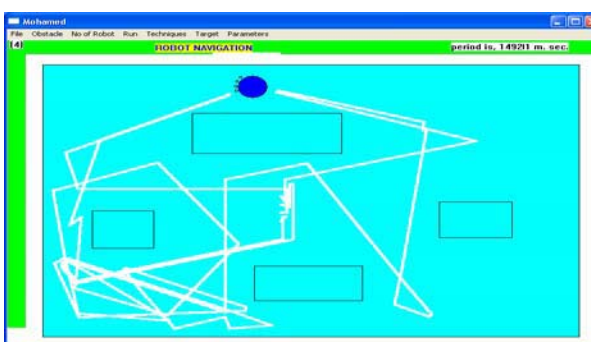 Mohamed
File Obstacle No of Robot Run Techniques Target Parameters
(4) ROBOT NAVIGATION period is, 149211 m. sec.